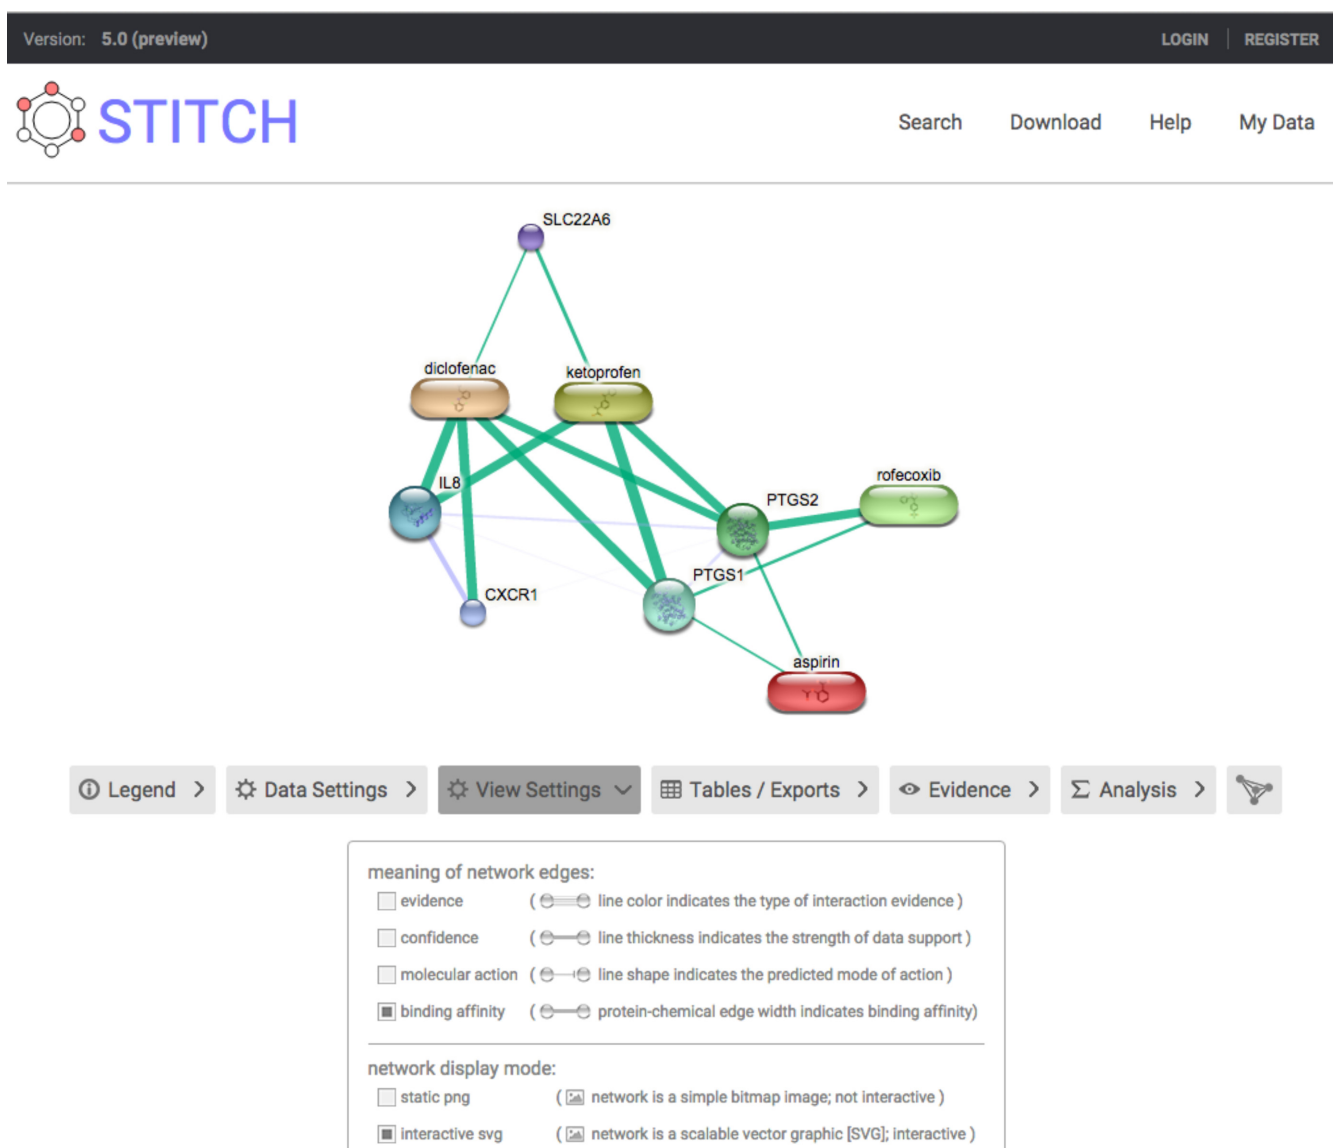 Version: 5.0 (preview)
LOGIN REGISTER
STITCH
Search Download Help My Data
SLC22A6
diclofenac
ketoprofen
rofecoxib
IL8
PTGS2
PTGS1
CXCR1
aspirin
Legend Data Settings View Settings Tables / Exports Evidence Σ Analysis
meaning of network edges:
evidence ( line color indicates the type of interaction evidence )
confidence ( line thickness indicates the strength of data support )
molecular action ( line shape indicates the predicted mode of action )
binding affinity ( protein-chemical edge width indicates binding affinity)
network display mode:
static png ( network is a simple bitmap image; not interactive )
interactive svg ( network is a scalable vector graphic [SVG]; interactive )